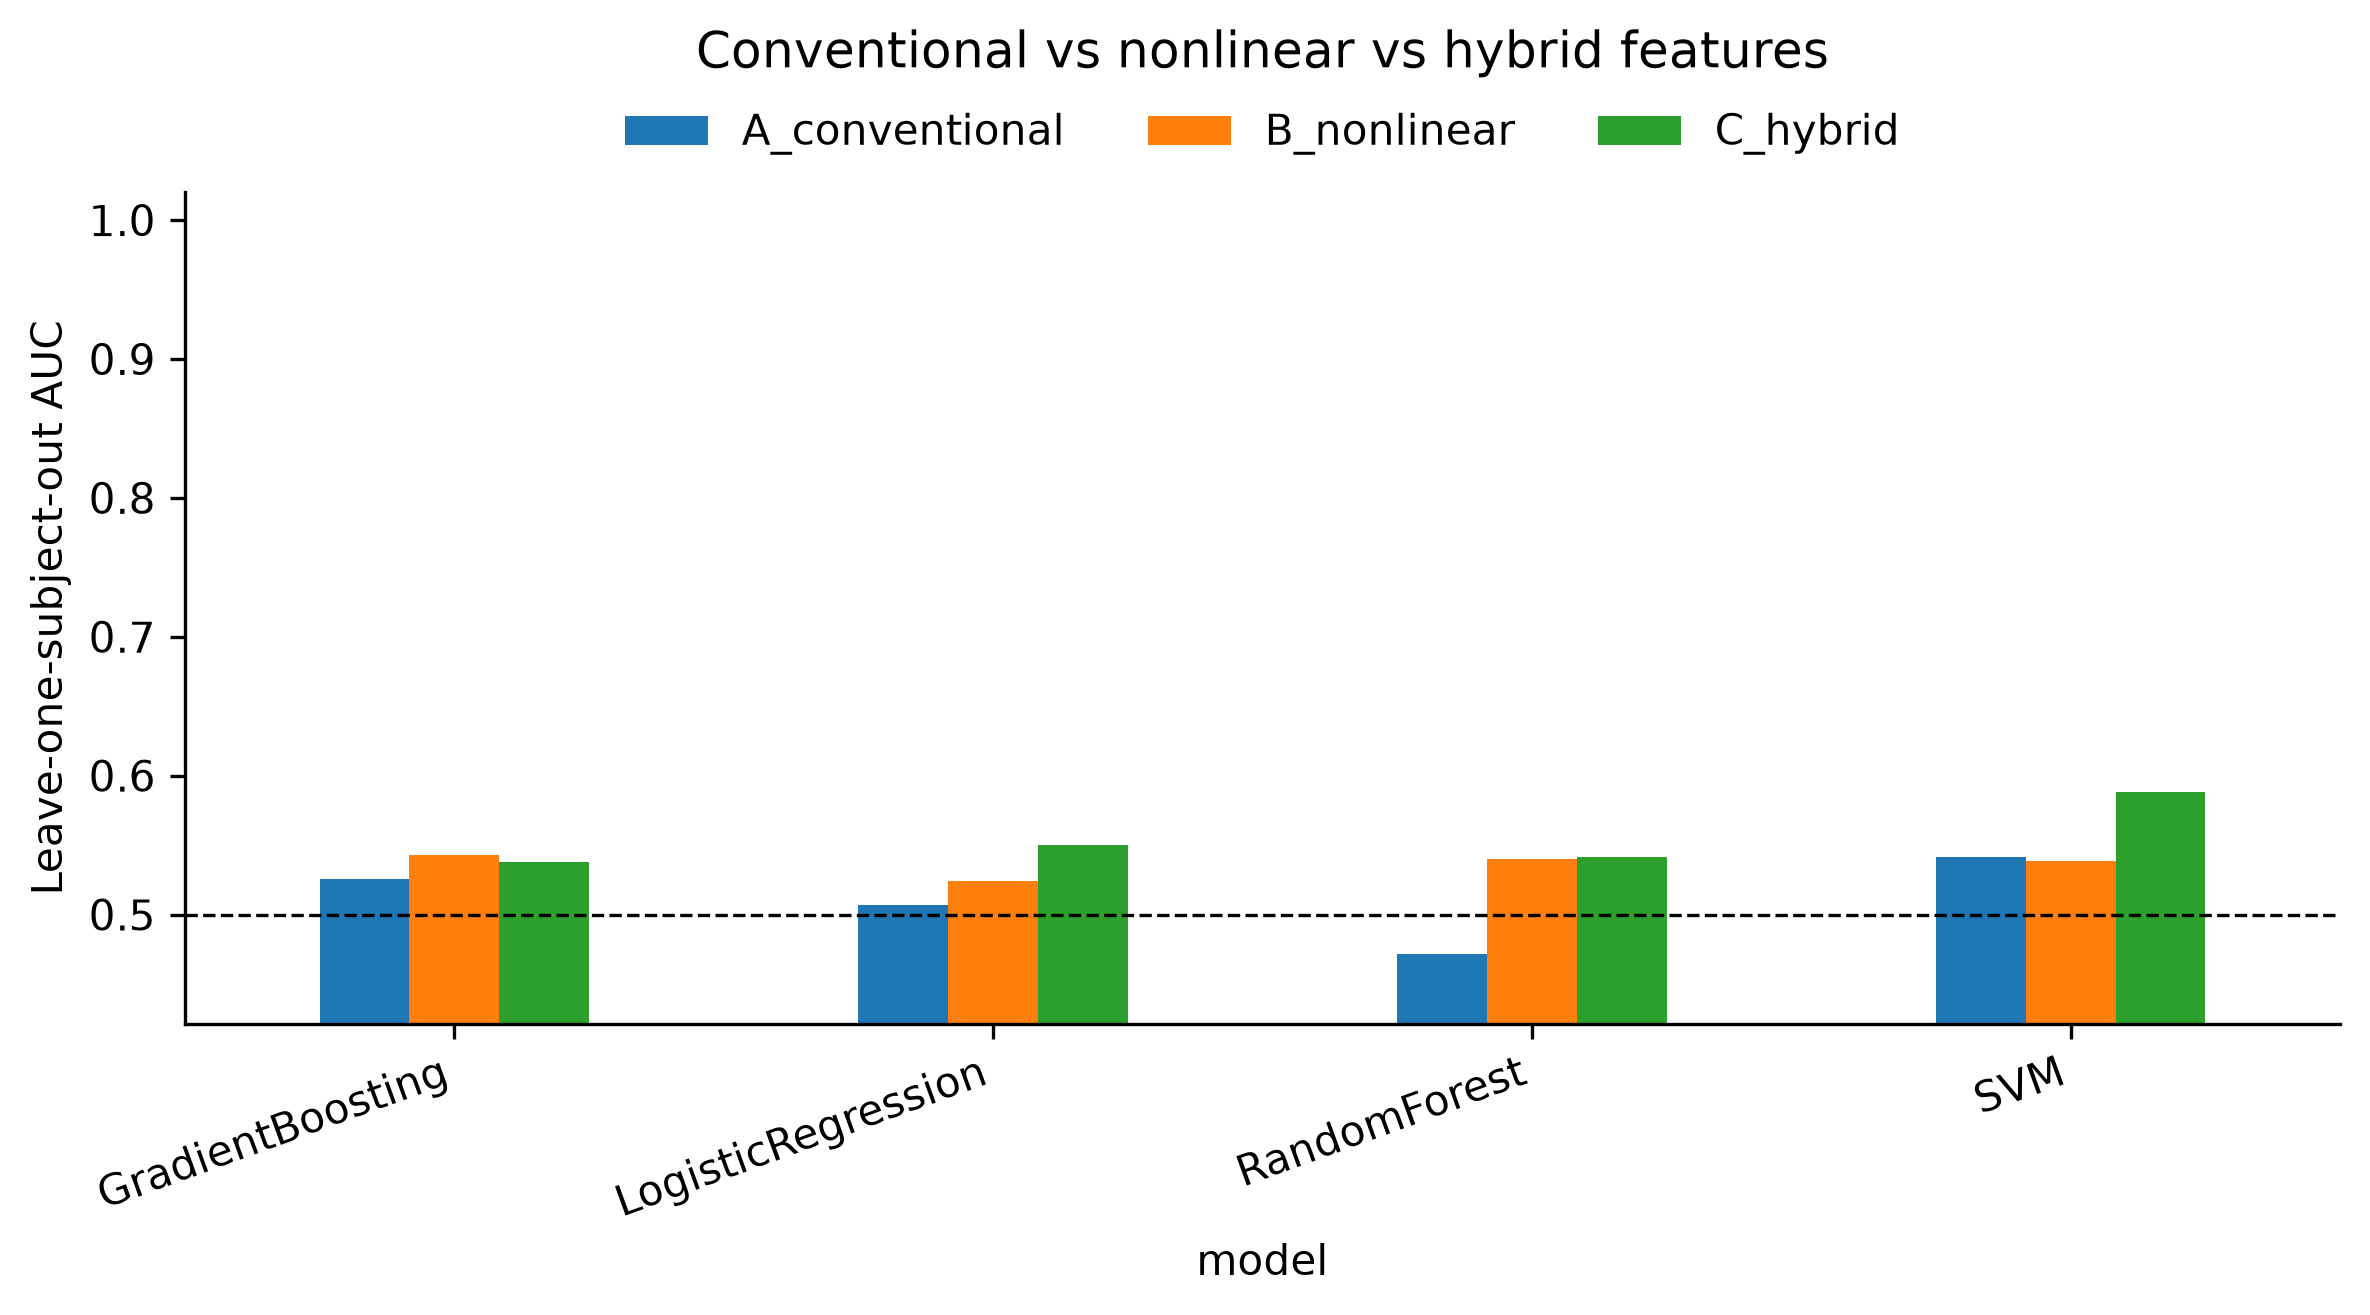 Conventional vs nonlinear vs hybrid features
A_conventional
B_nonlinear
C_hybrid
Leave-one-subject-out AUC
1.0
0.9
0.8
0.7
0.6
0.5
GradientBoosting
LogisticRegression
RandomForest
SVM
model